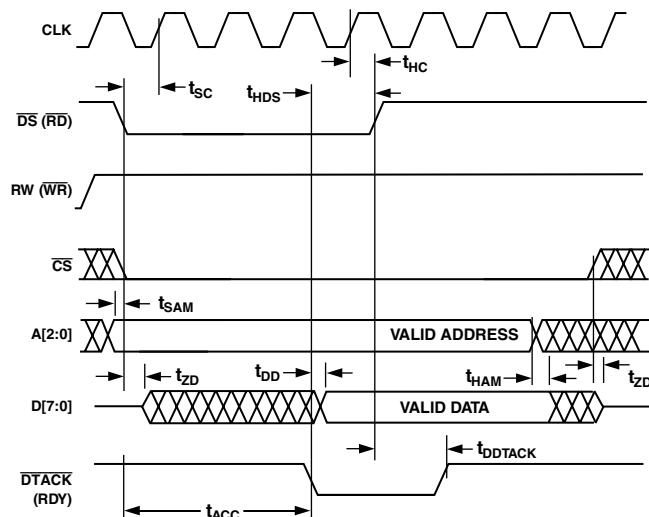 CLK
tSC
tHC
tHDS
DS (RD)
RW (WR)
CS
tSAM
A[2:0]
VALID ADDRESS
tZD
tDD
tHAM
tZD
D[7:0]
VALID DATA
tDDTACK
DTACK
(RDY)
tACC